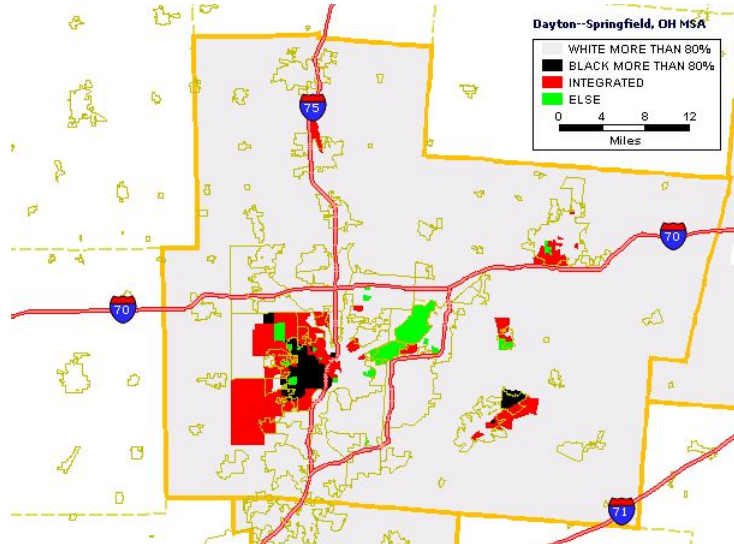 Dayton--Springfield, OH MSA
WHITE MORE THAN 80%
BLACK MORE THAN 80%
INTEGRATED
ELSE
0 4 8 12
Miles
75
70
70
71